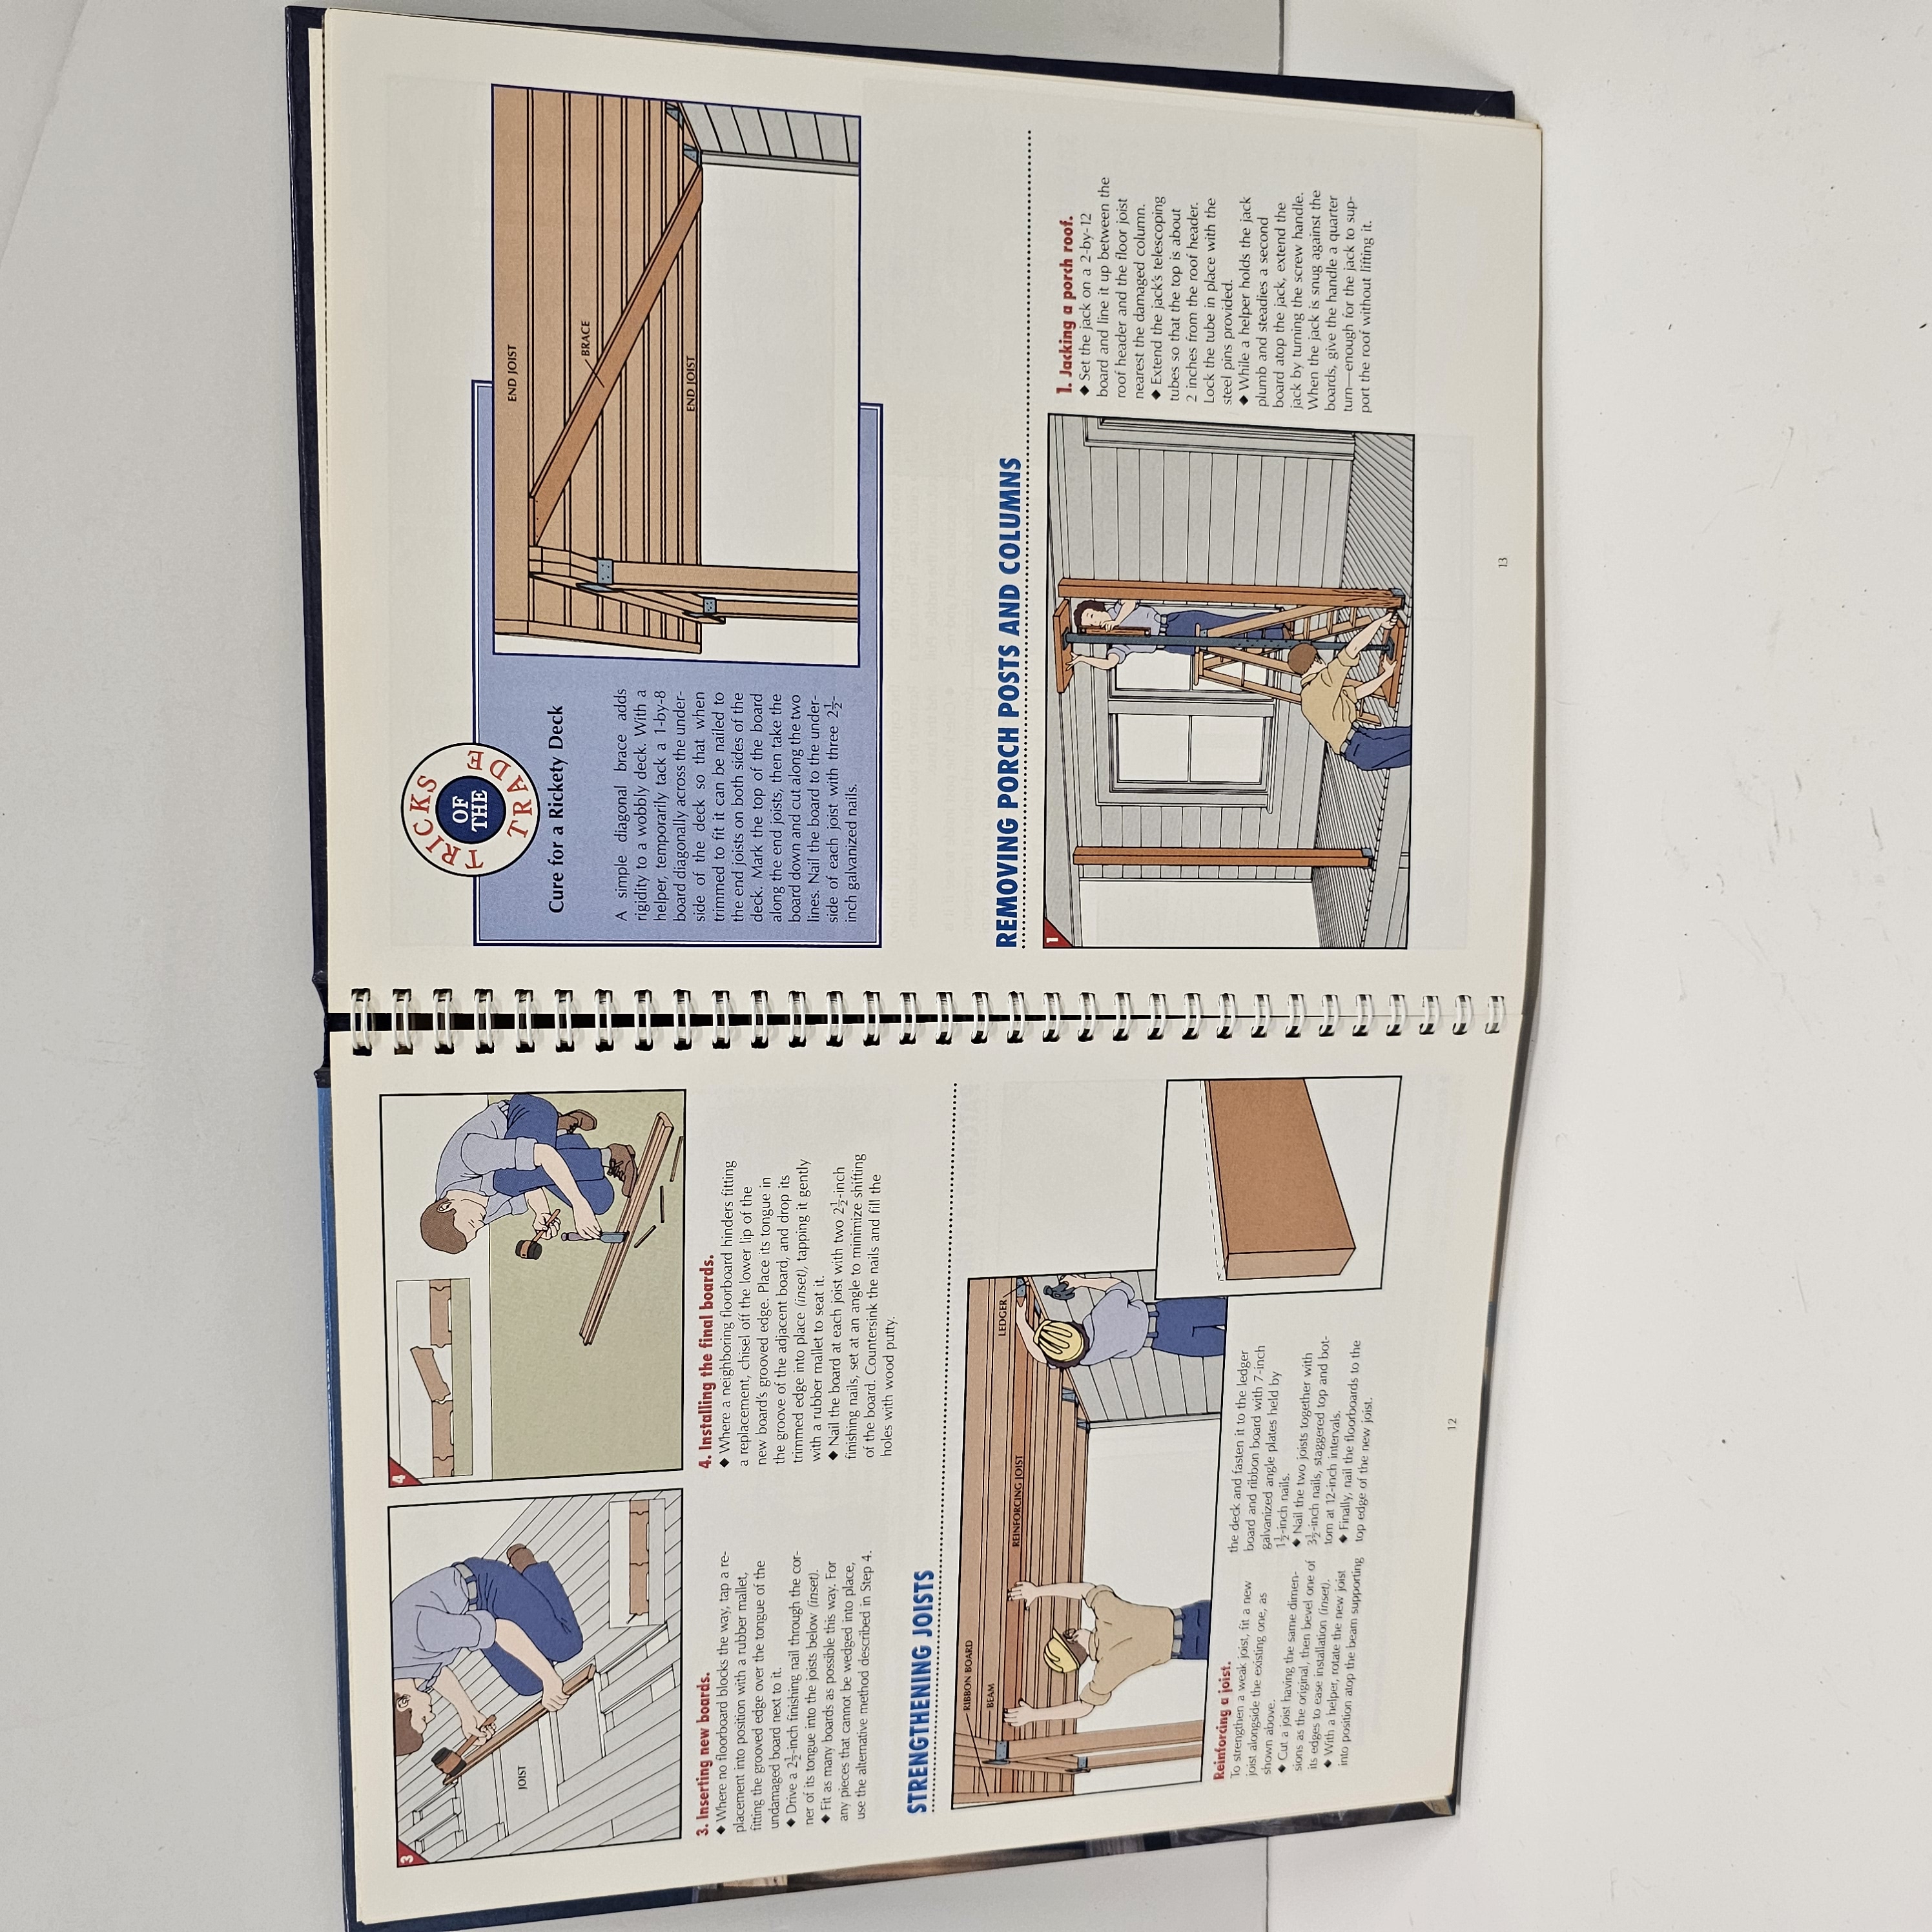 3
JOIST
3. Inserting new boards.
◆ Where no floorboard blocks the way, tap a re-
placement into position with a rubber mallet,
fitting the grooved edge over the tongue of the
undamaged board next to it.
◆ Drive a 2½-inch finishing nail through the cor-
ner of its tongue into the joists below (inset).
◆ Fit as many boards as possible this way. For
any pieces that cannot be wedged into place,
use the alternative method described in Step 4.
4
4. Installing the final boards.
◆ Where a neighboring floorboard hinders fitting
a replacement, chisel off the lower lip of the
new board's grooved edge. Place its tongue in
the groove of the adjacent board, and drop its
trimmed edge into place (inset), tapping it gently
with a rubber mallet to seat it.
◆ Nail the board at each joist with two 2½-inch
finishing nails, set at an angle to minimize shifting
of the board. Countersink the nails and fill the
holes with wood putty.
STRENGTHENING JOISTS
RIBBON BOARD
BEAM
LEDGER
REINFORCING JOIST
Reinforcing a joist.
To strengthen a weak joist, fit a new
joist alongside the existing one, as
shown above.
◆ Cut a joist having the same dimen-
sions as the original, then bevel one of
its edges to ease installation (inset).
◆ With a helper, rotate the new joist
into position atop the beam supporting
the deck and fasten it to the ledger
board and ribbon board with 7-inch
galvanized angle plates held by
1½-inch nails.
◆ Nail the two joists together with
3½-inch nails, staggered top and bot-
tom at 12-inch intervals.
◆ Finally, nail the floorboards to the
top edge of the new joist.
12
TRICKS
OF
THE
TRADE
Cure for a Rickety Deck
A simple diagonal brace adds
rigidity to a wobbly deck. With a
helper, temporarily tack a 1-by-8
board diagonally across the under-
side of the deck so that when
trimmed to fit it can be nailed to
the end joists on both sides of the
deck. Mark the top of the board
along the end joists, then take the
board down and cut along the two
lines. Nail the board to the under-
side of each joist with three 2½-
inch galvanized nails.
END JOIST
BRACE
END JOIST
REMOVING PORCH POSTS AND COLUMNS
1
1. Jacking a porch roof.
◆ Set the jack on a 2-by-12
board and line it up between the
roof header and the floor joist
nearest the damaged column.
◆ Extend the jack's telescoping
tubes so that the top is about
2 inches from the roof header.
Lock the tube in place with the
steel pins provided.
◆ While a helper holds the jack
plumb and steadies a second
board atop the jack, extend the
jack by turning the screw handle.
When the jack is snug against the
boards, give the handle a quarter
turn—enough for the jack to sup-
port the roof without lifting it.
13